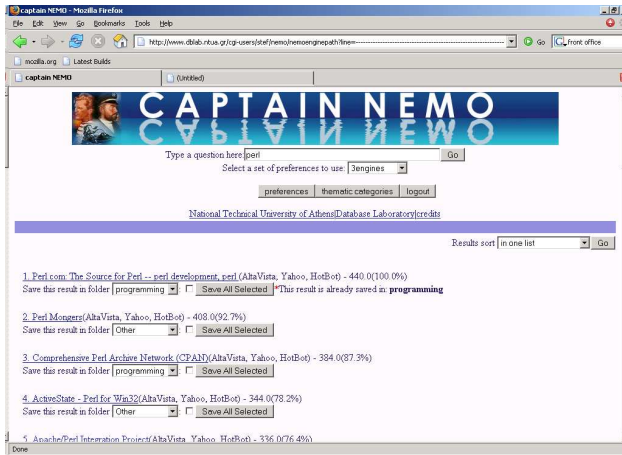 captain NEMO - Mozilla Firefox
File Edit View Go Bookmarks Tools Help
http://www.dblab.ntua.gr/cgi-users/stef/nemo/nemoenginepath?line=---- Go front office
mozilla.org Latest Builds
captain NEMO (Untitled)
CAPTAIN NEMO
Type a question here: perl Go
Select a set of preferences to use: 3engines
preferences thematic categories logout
National Technical University of Athens|Database Laboratory|credits
Results sort in one list Go
1. Perl.com: The Source for Perl -- perl development, perl (AltaVista, Yahoo, HotBot) - 440.0(100.0%)
Save this result in folder programming : Save All Selected *This result is already saved in: programming
2. Perl Mongers(AltaVista, Yahoo, HotBot) - 408.0(92.7%)
Save this result in folder Other : Save All Selected
3. Comprehensive Perl Archive Network (CPAN)(AltaVista, Yahoo, HotBot) - 384.0(87.3%)
Save this result in folder programming : Save All Selected
4. ActiveState - Perl for Win32(AltaVista, Yahoo, HotBot) - 344.0(78.2%)
Save this result in folder Other : Save All Selected
5. Apache/Perl Integration Project(AltaVista, Yahoo, HotBot) - 336.0(76.4%)
Done